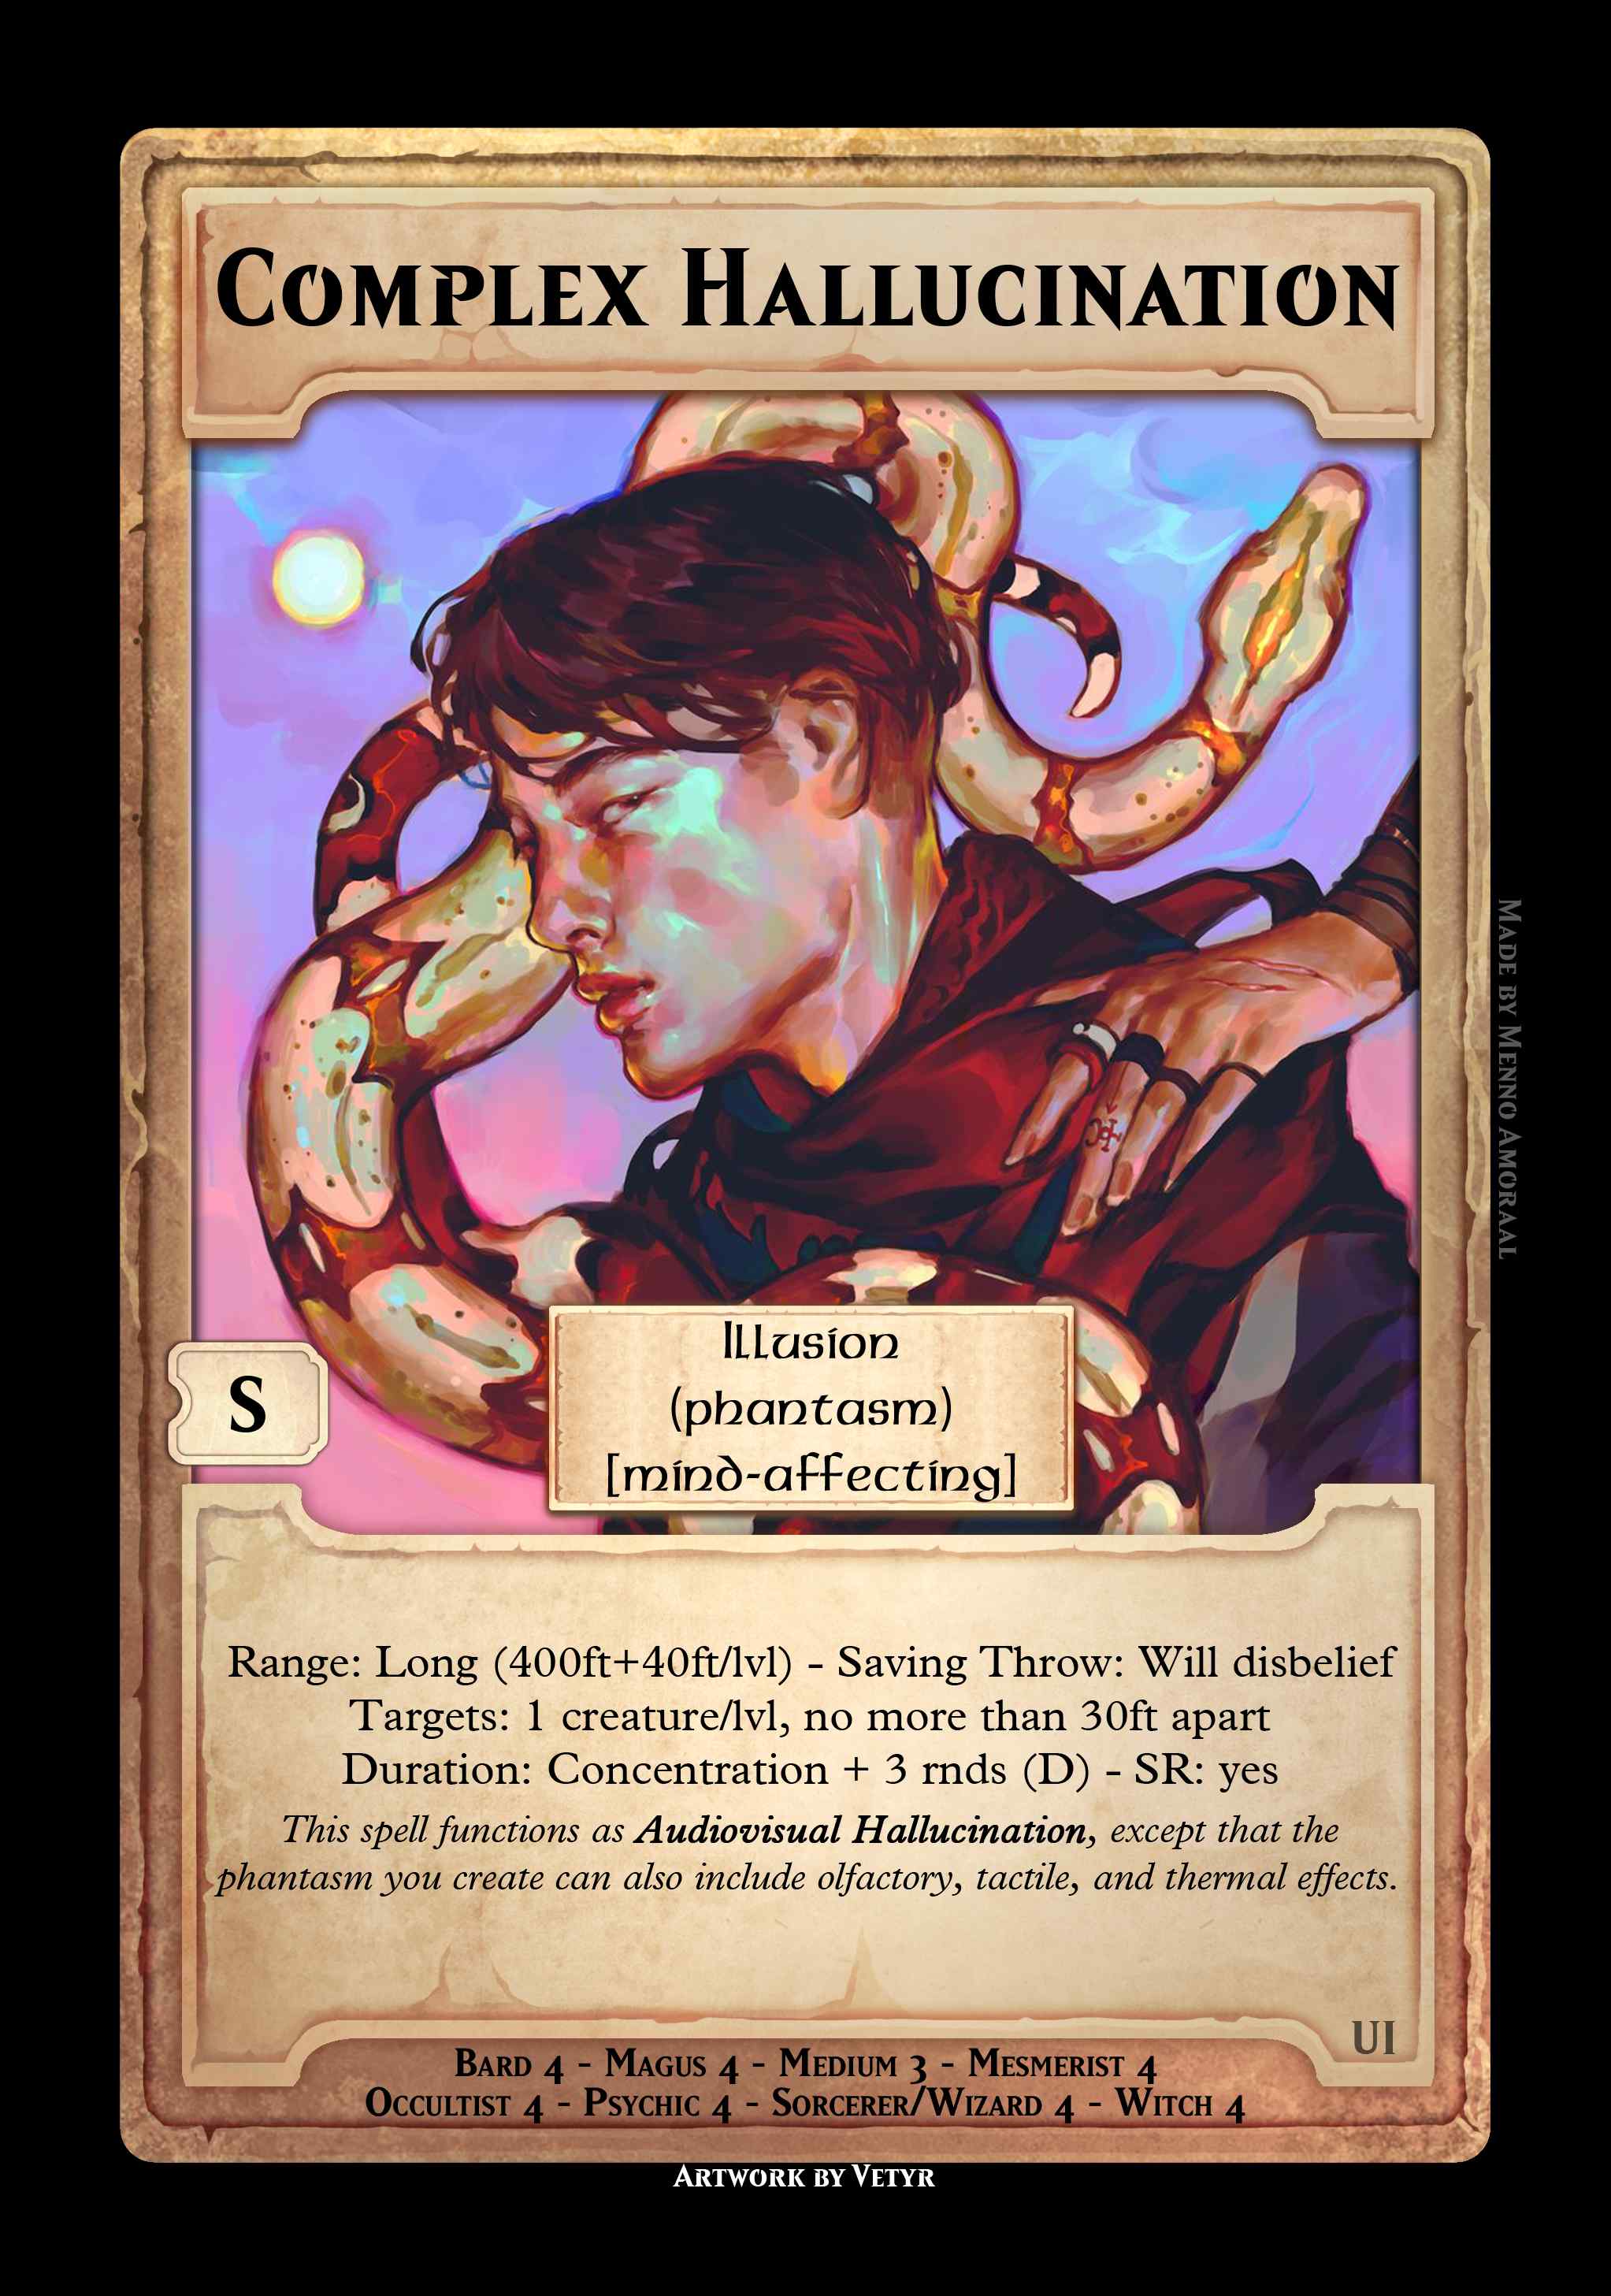 Complex Hallucination
Illusion
(phantasm)
[mind-affecting]
S
Range: Long (400ft+40ft/lvl) - Saving Throw: Will disbelief
Targets: 1 creature/lvl, no more than 30ft apart
Duration: Concentration + 3 rnds (D) - SR: yes
This spell functions as Audiovisual Hallucination, except that the
phantasm you create can also include olfactory, tactile, and thermal effects.
UI
Bard 4 - Magus 4 - Medium 3 - Mesmerist 4
Occultist 4 - Psychic 4 - Sorcerer/Wizard 4 - Witch 4
Artwork by Vetyr
Made by Menno Amoraal